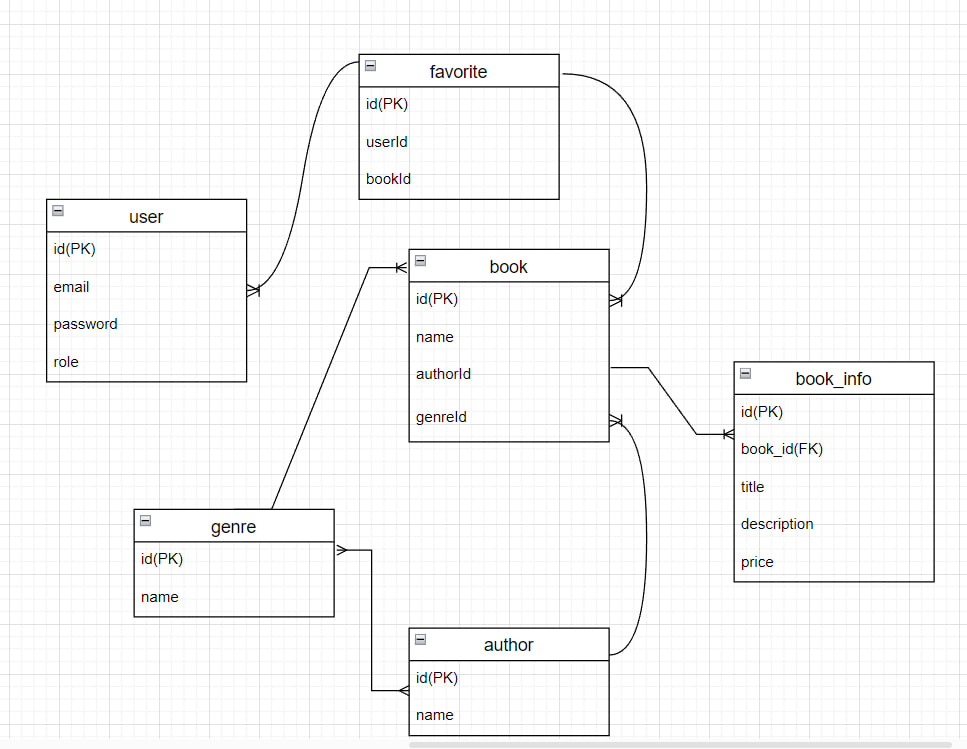 favorite
id(PK)
userId
bookId
user
id(PK)
email
password
role
book
id(PK)
name
authorId
genreId
book_info
id(PK)
book_id(FK)
title
description
price
genre
id(PK)
name
author
id(PK)
name